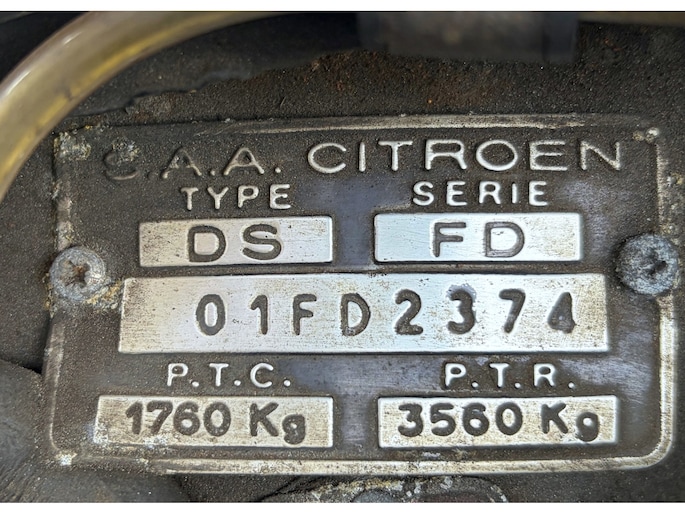 S.A.A. CITROEN
TYPE SERIE
DS FD
01FD2374
P.T.C. P.T.R.
1760 Kg 3560 Kg